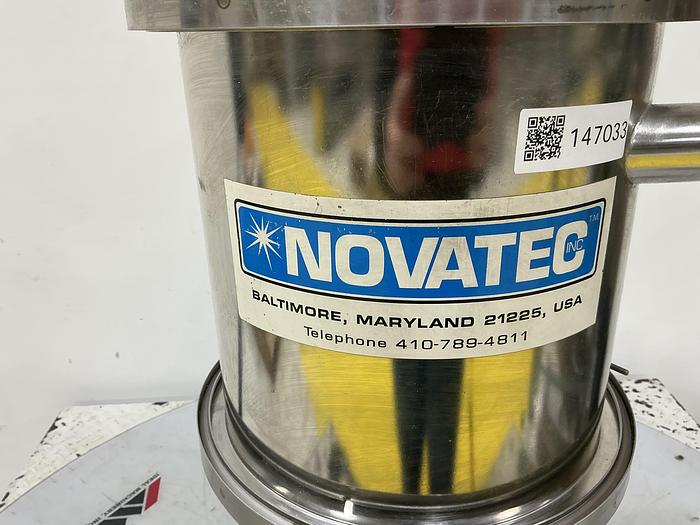 147033
NOVATEC INC TM
BALTIMORE, MARYLAND 21225, USA
Telephone 410-789-4811